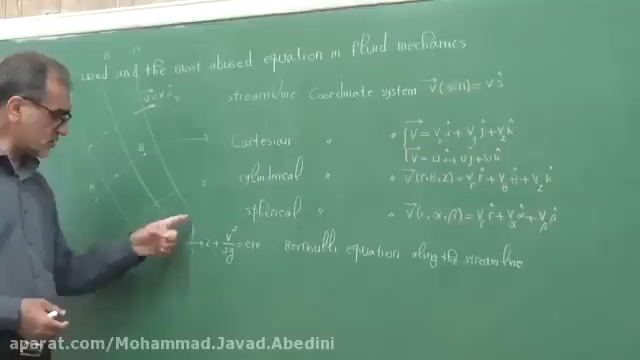 used and the most abused equation in fluid mechanics
streamline Coordinate system V⃗(s,n)=V ŝ
Cartesian " " V⃗ = Vx î + Vy ĵ + Vz k̂
V⃗ = u î + v ĵ + w k̂
cylindrical " " V⃗(r,θ,z)=Vr r̂ + Vθ θ̂ + Vz k̂
spherical " " V⃗(r,α,β)=Vr r̂ + Vα α̂ + Vβ β̂
+z+ V²/2g = cte Bernoulli equation along the streamline
aparat.com/Mohammad.Javad.Abedini